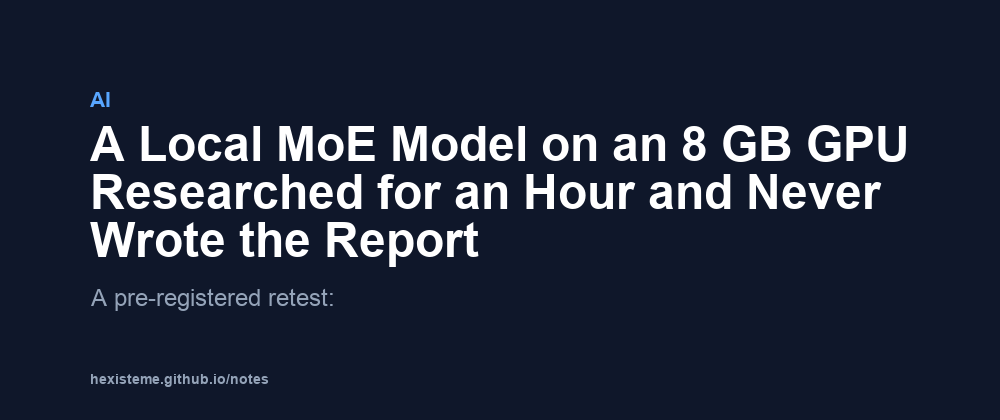 AI
A Local MoE Model on an 8 GB GPU
Researched for an Hour and Never
Wrote the Report
A pre-registered retest:
hexisteme.github.io/notes